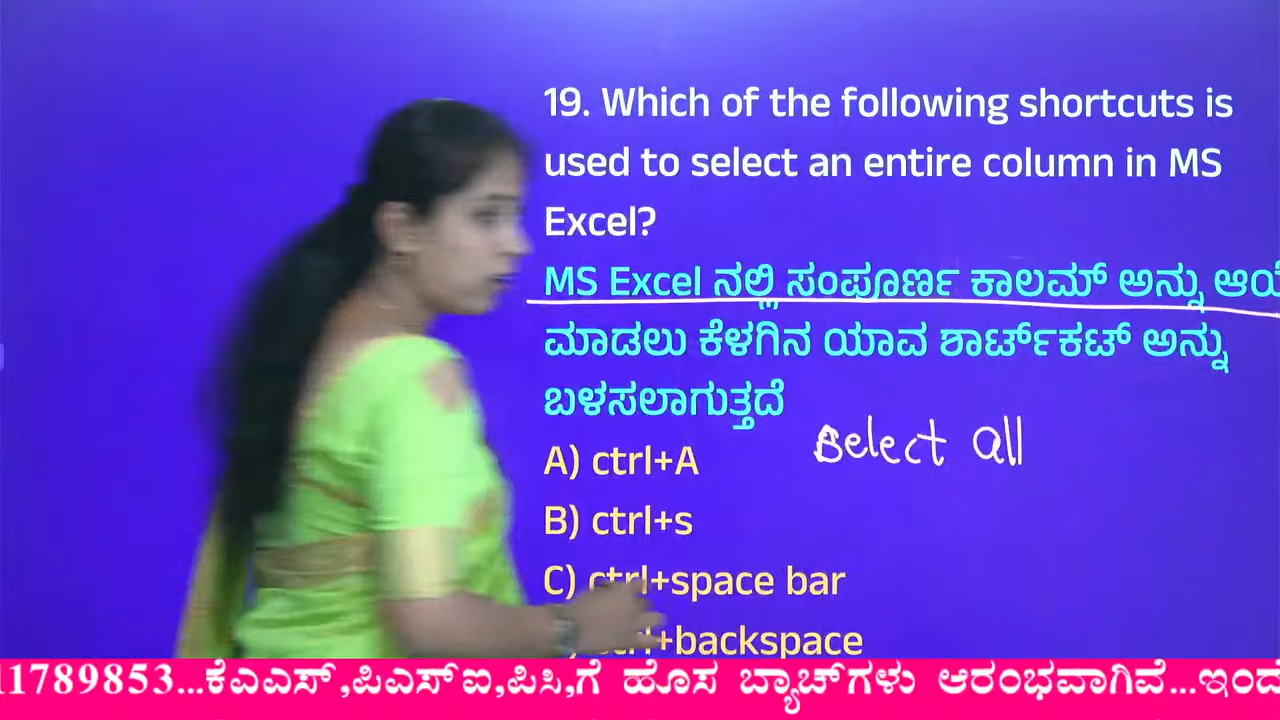 19. Which of the following shortcuts is
used to select an entire column in MS
Excel?
MS Excel ನಲ್ಲಿ ಸಂಪೂರ್ಣ ಕಾಲಮ್ ಅನ್ನು
ಮಾಡಲು ಕೆಳಗಿನ ಯಾವ ಶಾರ್ಟ್‌ಕಟ್ ಅನ್ನು
ಬಳಸಲಾಗುತ್ತದೆ
Select all
A) ctrl+A
B) ctrl+s
C) ctrl+space bar
ctrl+backspace
11789853...ಕೆಎಎಸ್,ಪಿಎಸ್ಐ,ಪಿಸಿ,ಗೆ ಹೊಸ ಬ್ಯಾಚ್‌ಗಳು ಆರಂಭವಾಗಿವೆ...